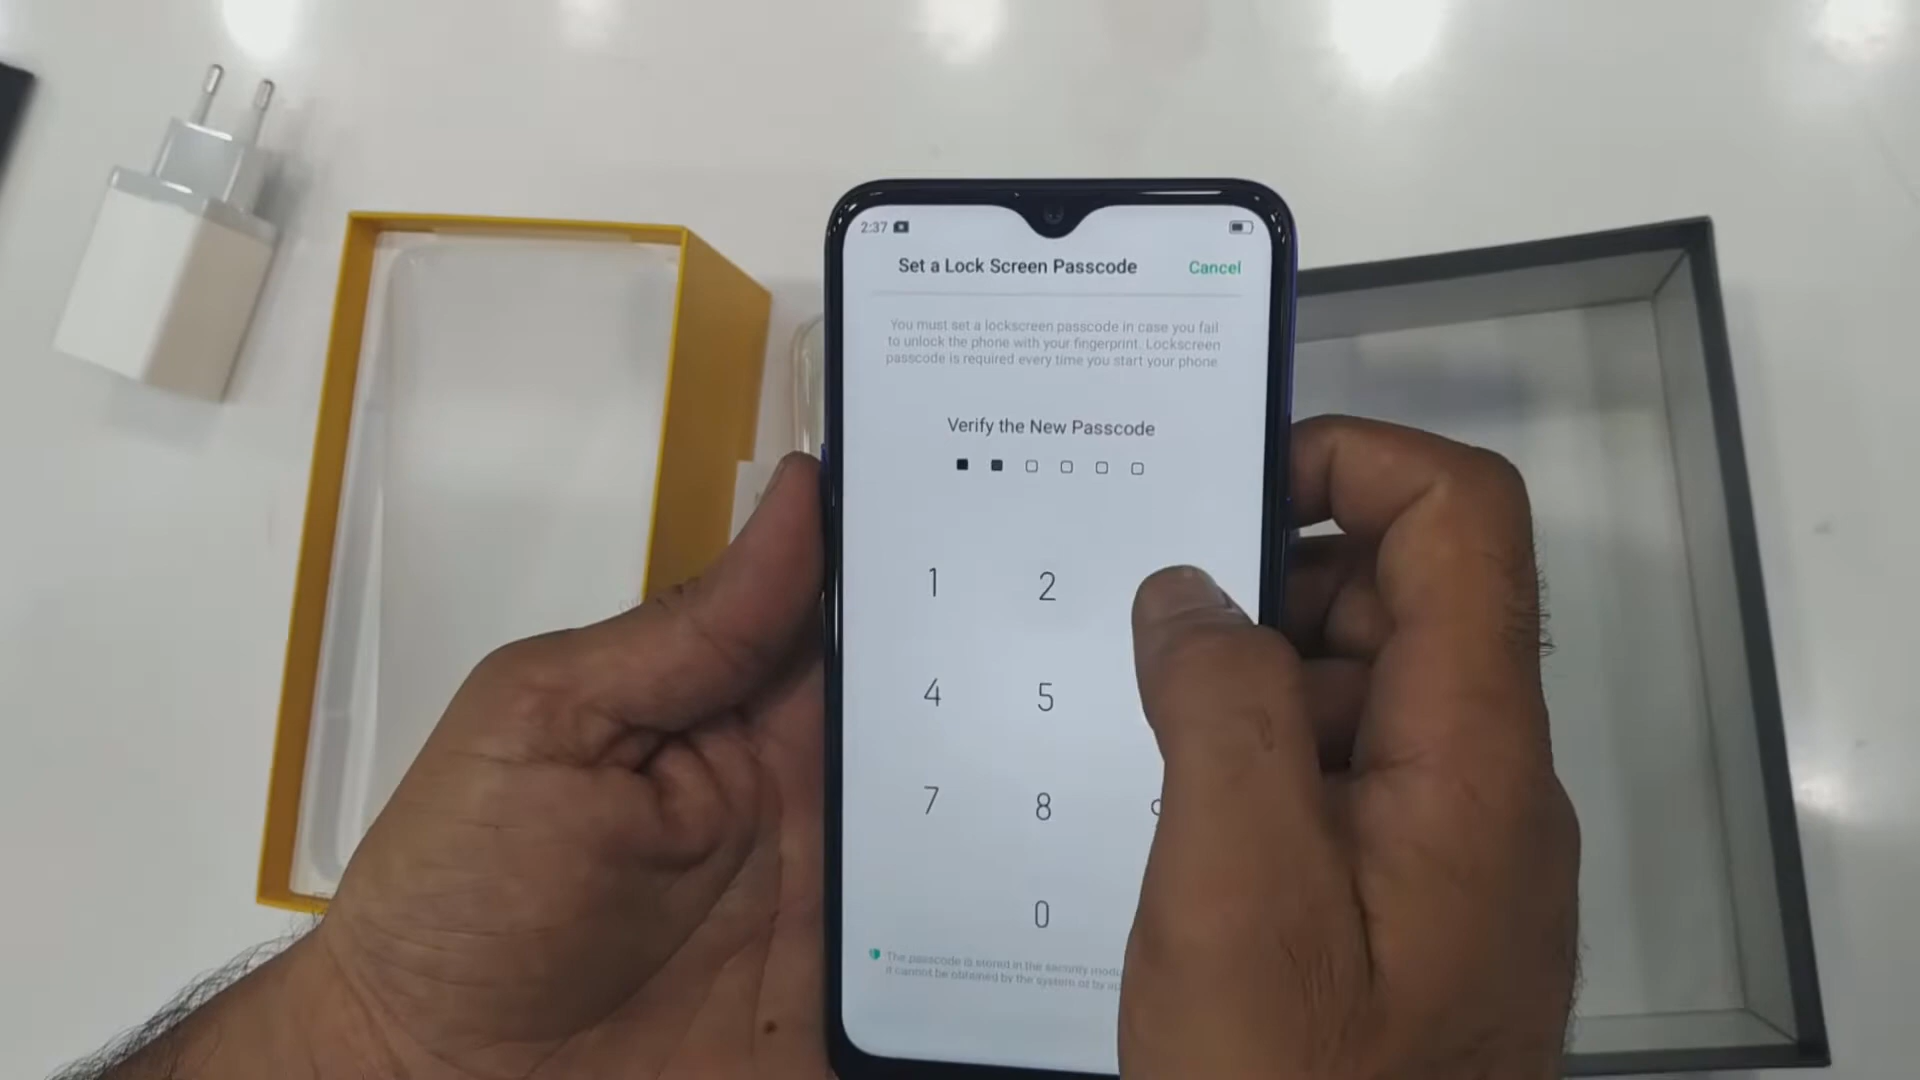 2:37
Set a Lock Screen Passcode
Cancel
You must set a lockscreen passcode in case you fail
to unlock the phone with your fingerprint. Lockscreen
passcode is required every time you start your phone
Verify the New Passcode
1 2
4 5
7 8
0
The passcode is stored in the security
it cannot be obtained by the system or by